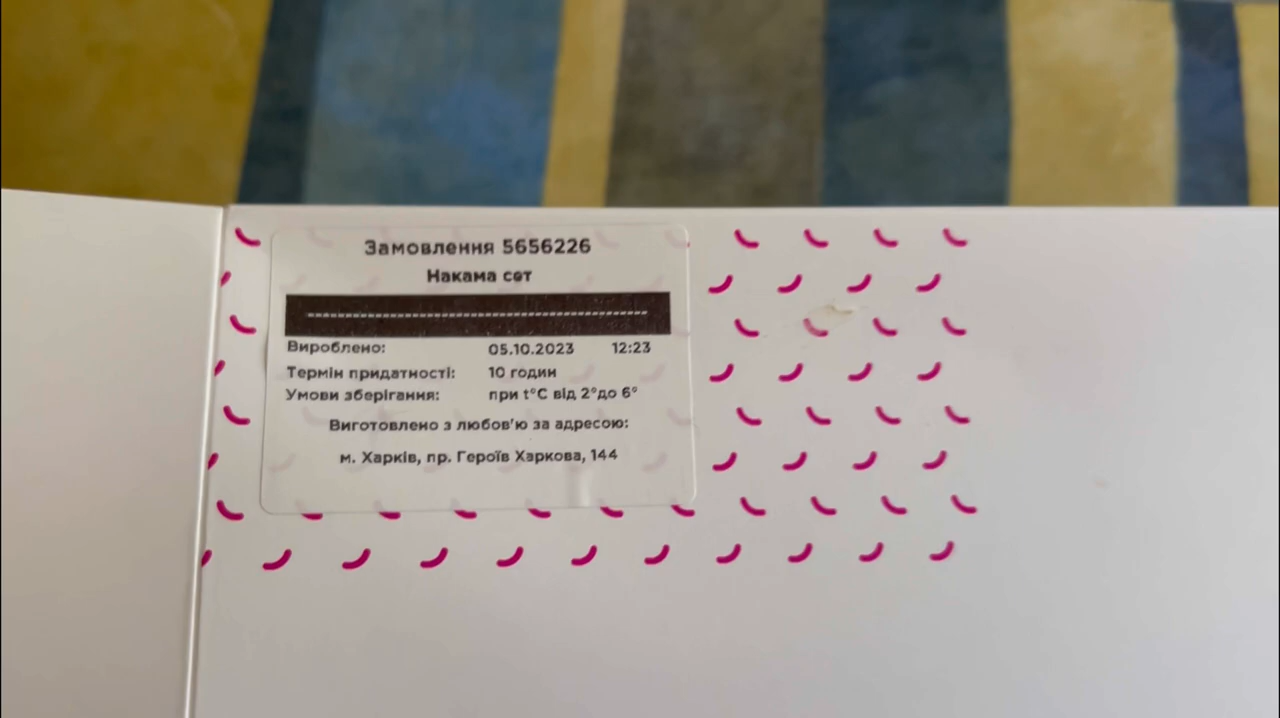 Замовлення 5656226
Накама сет
--------------------------------------------------
Вироблено: 05.10.2023 12:23
Термін придатності: 10 годин
Умови зберігання: при t°C від 2°до 6°
Виготовлено з любов'ю за адресою:
м. Харків, пр. Героїв Харкова, 144